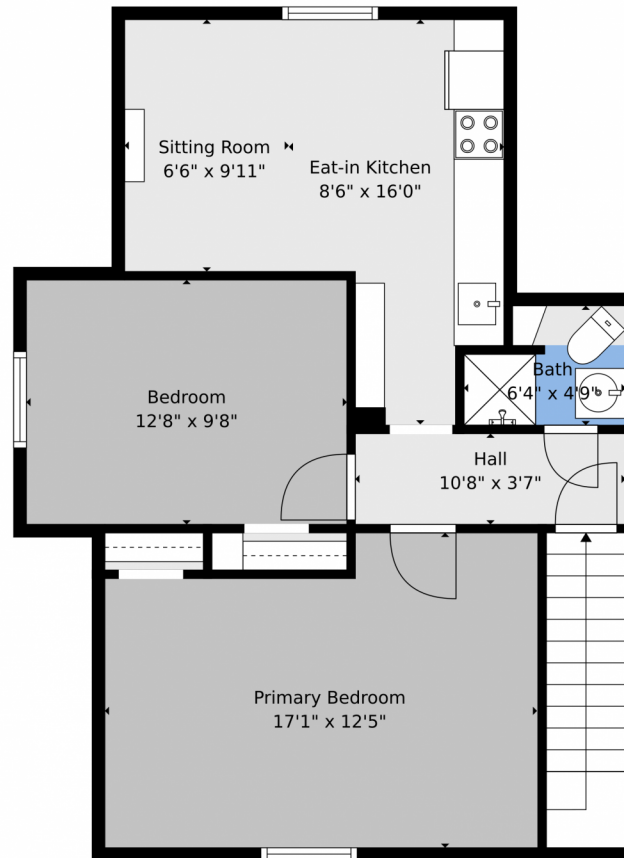 Sitting Room
6'6" x 9'11"
Eat-in Kitchen
8'6" x 16'0"
Bedroom
12'8" x 9'8"
Bath
6'4" x 4'9"
Hall
10'8" x 3'7"
Primary Bedroom
17'1" x 12'5"